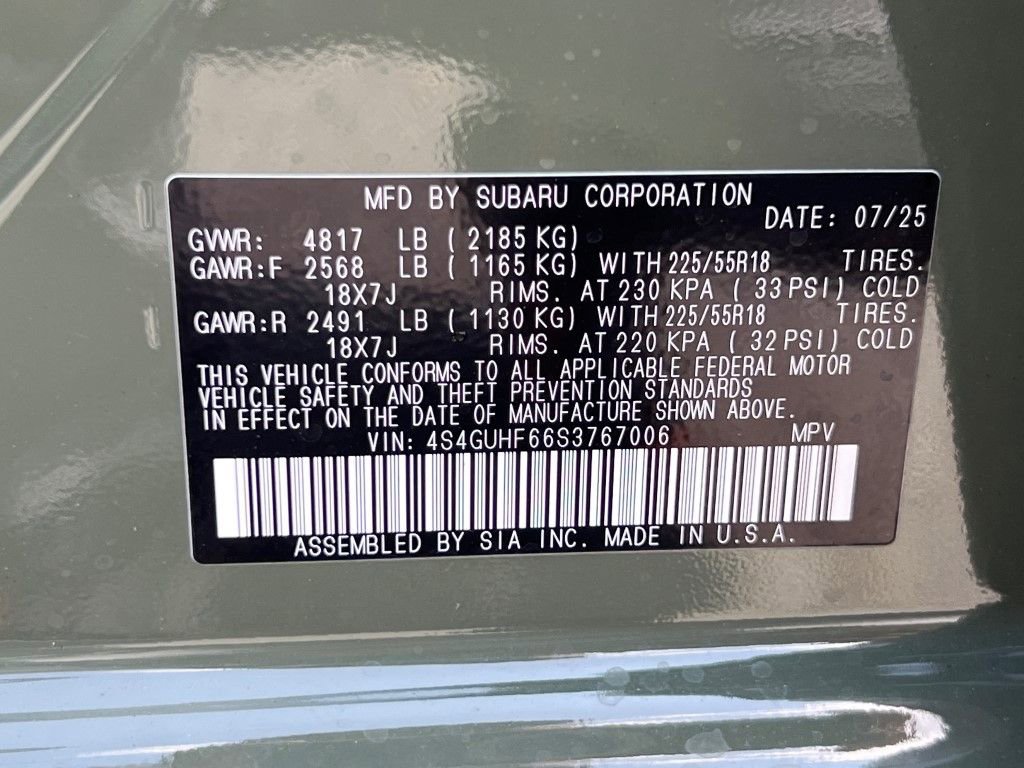 MFD BY SUBARU CORPORATION
DATE: 07/25
GVWR: 4817 LB ( 2185 KG)
GAWR:F 2568 LB ( 1165 KG) WITH 225/55R18 TIRES.
18X7J RIMS. AT 230 KPA ( 33 PSI) COLD
GAWR:R 2491 LB ( 1130 KG) WITH 225/55R18 TIRES.
18X7J RIMS. AT 220 KPA ( 32 PSI) COLD
THIS VEHICLE CONFORMS TO ALL APPLICABLE FEDERAL MOTOR
VEHICLE SAFETY AND THEFT PREVENTION STANDARDS
IN EFFECT ON THE DATE OF MANUFACTURE SHOWN ABOVE.
VIN: 4S4GUHF66S3767006 MPV
ASSEMBLED BY SIA INC. MADE IN U.S.A.